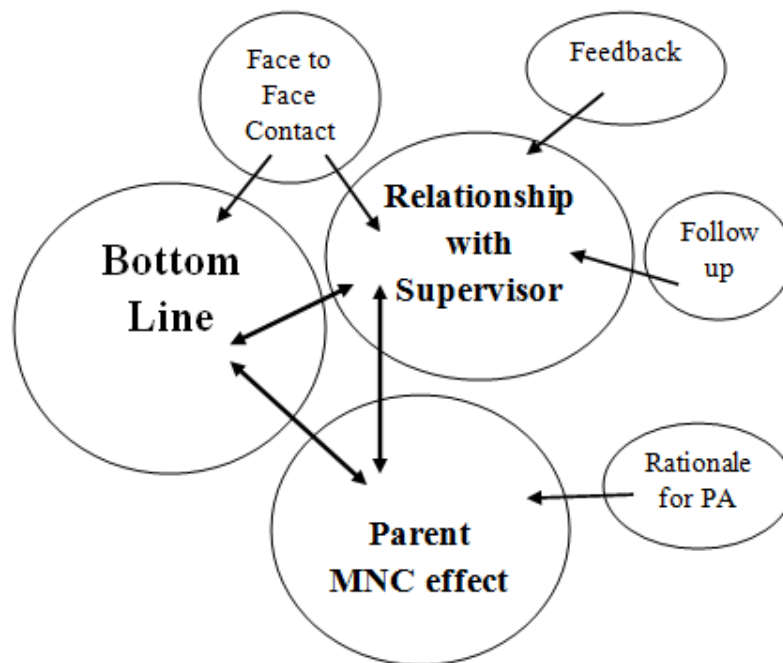 Face to
Face
Contact
Feedback
Relationship
with
Supervisor
Follow
up
Bottom
Line
Rationale
for PA
Parent
MNC effect